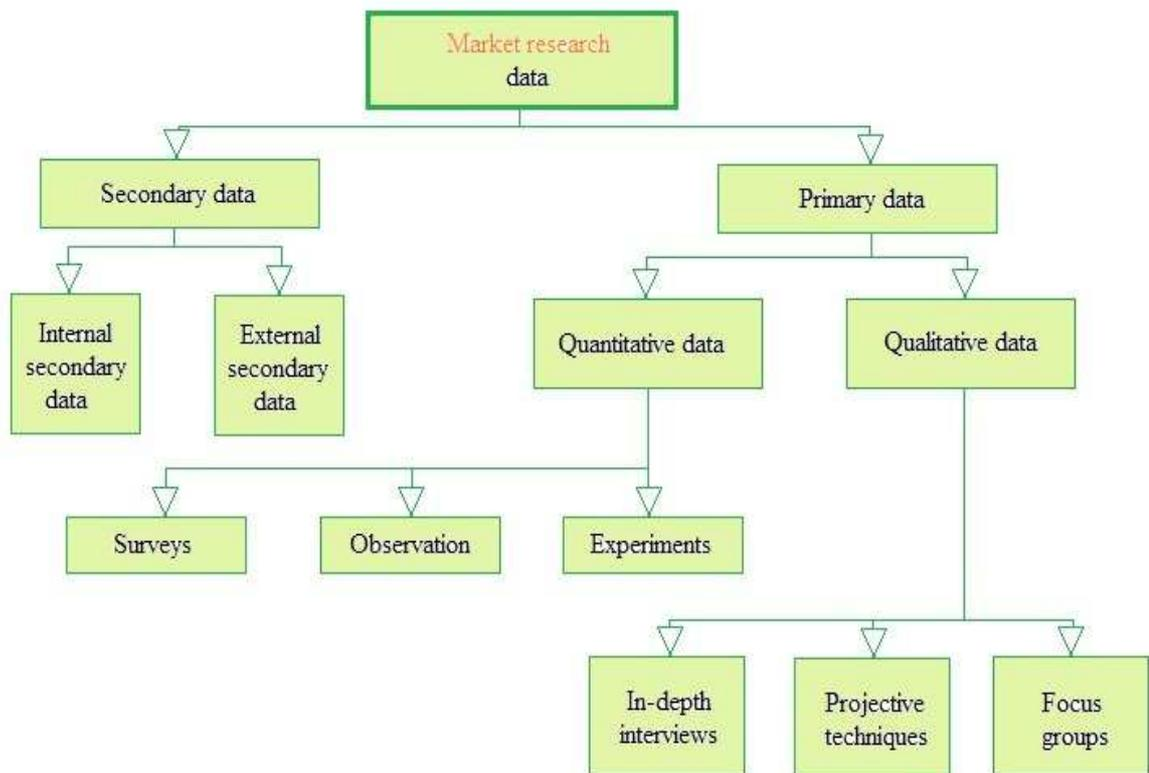 Market research
data
Secondary data
Primary data
Internal
secondary
data
External
secondary
data
Quantitative data
Qualitative data
Surveys
Observation
Experiments
In-depth
interviews
Projective
techniques
Focus
groups